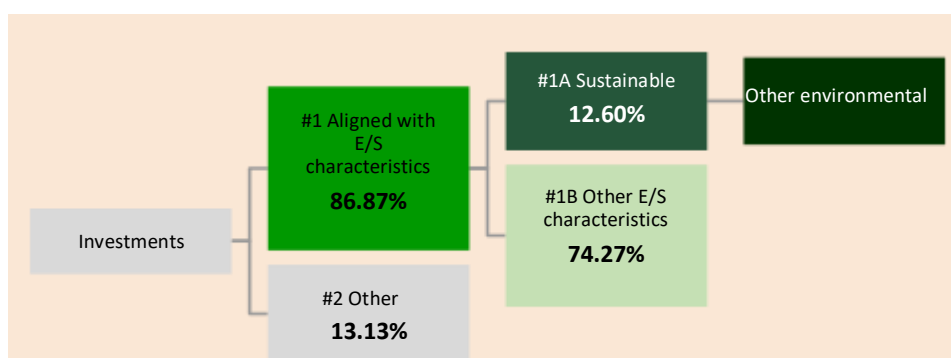 #1A Sustainable
12.60%
Other environmental
#1 Aligned with
E/S
characteristics
86.87%
#1B Other E/S
characteristics
74.27%
Investments
#2 Other
13.13%